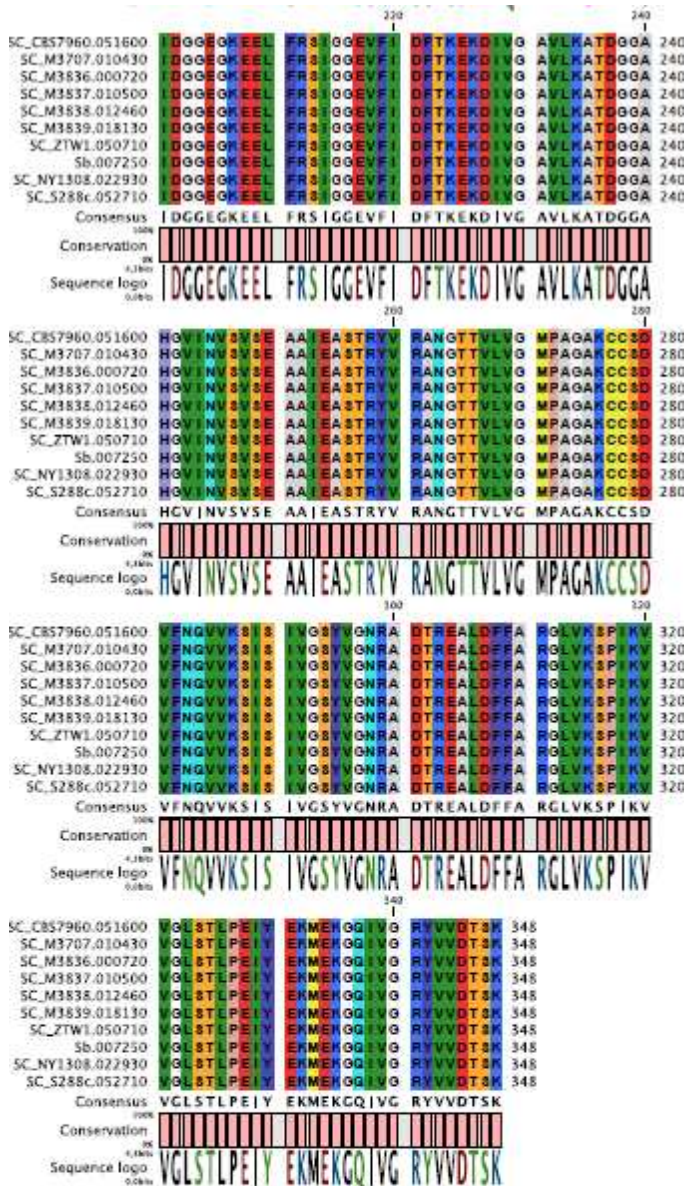 220 240
SC_CBS7960.051600 IDGGEGKEEL FRSIGGEVFI DFTKEKDIVG AVLKATDGGA 240
SC_M3707.010430 IDGGEGKEEL FRSIGGEVFI DFTKEKDIVG AVLKATDGGA 240
SC_M3836.000720 IDGGEGKEEL FRSIGGEVFI DFTKEKDIVG AVLKATDGGA 240
SC_M3837.010500 IDGGEGKEEL FRSIGGEVFI DFTKEKDIVG AVLKATDGGA 240
SC_M3838.012460 IDGGEGKEEL FRSIGGEVFI DFTKEKDIVG AVLKATDGGA 240
SC_M3839.018130 IDGGEGKEEL FRSIGGEVFI DFTKEKDIVG AVLKATDGGA 240
SC_ZTW1.050710 IDGGEGKEEL FRSIGGEVFI DFTKEKDIVG AVLKATDGGA 240
Sb.007250 IDGGEGKEEL FRSIGGEVFI DFTKEKDIVG AVLKATDGGA 240
SC_NY1308.022930 IDGGEGKEEL FRSIGGEVFI DFTKEKDIVG AVLKATDGGA 240
SC_S288c.052710 IDGGEGKEEL FRSIGGEVFI DFTKEKDIVG AVLKATDGGA 240
Consensus IDGGEGKEEL FRSIGGEVFI DFTKEKDIVG AVLKATDGGA
100%
Conservation
0%
Sequence logo IDGGEGKEEL FRSIGGEVFI DFTKEKDIVG AVLKATDGGA
0.0bits
260 280
SC_CBS7960.051600 HGVINVSVSE AAIEASTRYV RANGTTVLVG MPAGAKCCSD 280
SC_M3707.010430 HGVINVSVSE AAIEASTRYV RANGTTVLVG MPAGAKCCSD 280
SC_M3836.000720 HGVINVSVSE AAIEASTRYV RANGTTVLVG MPAGAKCCSD 280
SC_M3837.010500 HGVINVSVSE AAIEASTRYV RANGTTVLVG MPAGAKCCSD 280
SC_M3838.012460 HGVINVSVSE AAIEASTRYV RANGTTVLVG MPAGAKCCSD 280
SC_M3839.018130 HGVINVSVSE AAIEASTRYV RANGTTVLVG MPAGAKCCSD 280
SC_ZTW1.050710 HGVINVSVSE AAIEASTRYV RANGTTVLVG MPAGAKCCSD 280
Sb.007250 HGVINVSVSE AAIEASTRYV RANGTTVLVG MPAGAKCCSD 280
SC_NY1308.022930 HGVINVSVSE AAIEASTRYV RANGTTVLVG MPAGAKCCSD 280
SC_S288c.052710 HGVINVSVSE AAIEASTRYV RANGTTVLVG MPAGAKCCSD 280
Consensus HGVINVSVSE AAIEASTRYV RANGTTVLVG MPAGAKCCSD
100%
Conservation
0%
Sequence logo HGVINVSVSE AAIEASTRYV RANGTTVLVG MPAGAKCCSD
0.0bits
300 320
SC_CBS7960.051600 VFNQVVKSIS IVGSYVGNRA DTREALDFFA RGLVKSPIKV 320
SC_M3707.010430 VFNQVVKSIS IVGSYVGNRA DTREALDFFA RGLVKSPIKV 320
SC_M3836.000720 VFNQVVKSIS IVGSYVGNRA DTREALDFFA RGLVKSPIKV 320
SC_M3837.010500 VFNQVVKSIS IVGSYVGNRA DTREALDFFA RGLVKSPIKV 320
SC_M3838.012460 VFNQVVKSIS IVGSYVGNRA DTREALDFFA RGLVKSPIKV 320
SC_M3839.018130 VFNQVVKSIS IVGSYVGNRA DTREALDFFA RGLVKSPIKV 320
SC_ZTW1.050710 VFNQVVKSIS IVGSYVGNRA DTREALDFFA RGLVKSPIKV 320
Sb.007250 VFNQVVKSIS IVGSYVGNRA DTREALDFFA RGLVKSPIKV 320
SC_NY1308.022930 VFNQVVKSIS IVGSYVGNRA DTREALDFFA RGLVKSPIKV 320
SC_S288c.052710 VFNQVVKSIS IVGSYVGNRA DTREALDFFA RGLVKSPIKV 320
Consensus VFNQVVKSIS IVGSYVGNRA DTREALDFFA RGLVKSPIKV
100%
Conservation
0%
Sequence logo VFNQVVKSIS IVGSYVGNRA DTREALDFFA RGLVKSPIKV
0.0bits
340
SC_CBS7960.051600 VGLSTLPEIY EKMEKGQIVG RYVVDTSK 348
SC_M3707.010430 VGLSTLPEIY EKMEKGQIVG RYVVDTSK 348
SC_M3836.000720 VGLSTLPEIY EKMEKGQIVG RYVVDTSK 348
SC_M3837.010500 VGLSTLPEIY EKMEKGQIVG RYVVDTSK 348
SC_M3838.012460 VGLSTLPEIY EKMEKGQIVG RYVVDTSK 348
SC_M3839.018130 VGLSTLPEIY EKMEKGQIVG RYVVDTSK 348
SC_ZTW1.050710 VGLSTLPEIY EKMEKGQIVG RYVVDTSK 348
Sb.007250 VGLSTLPEIY EKMEKGQIVG RYVVDTSK 348
SC_NY1308.022930 VGLSTLPEIY EKMEKGQIVG RYVVDTSK 348
SC_S288c.052710 VGLSTLPEIY EKMEKGQIVG RYVVDTSK 348
Consensus VGLSTLPEIY EKMEKGQIVG RYVVDTSK
100%
Conservation
0%
Sequence logo VGLSTLPEIY EKMEKGQIVG RYVVDTSK
0.0bits